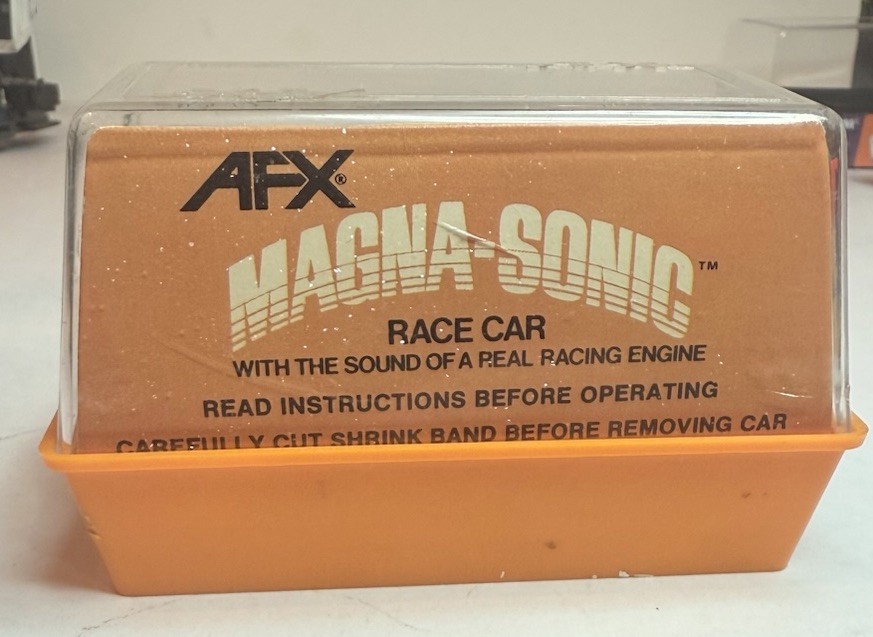 AFX®
MAGNA-SONIC™
RACE CAR
WITH THE SOUND OF A REAL RACING ENGINE
READ INSTRUCTIONS BEFORE OPERATING
CAREFULLY CUT SHRINK BAND BEFORE REMOVING CAR